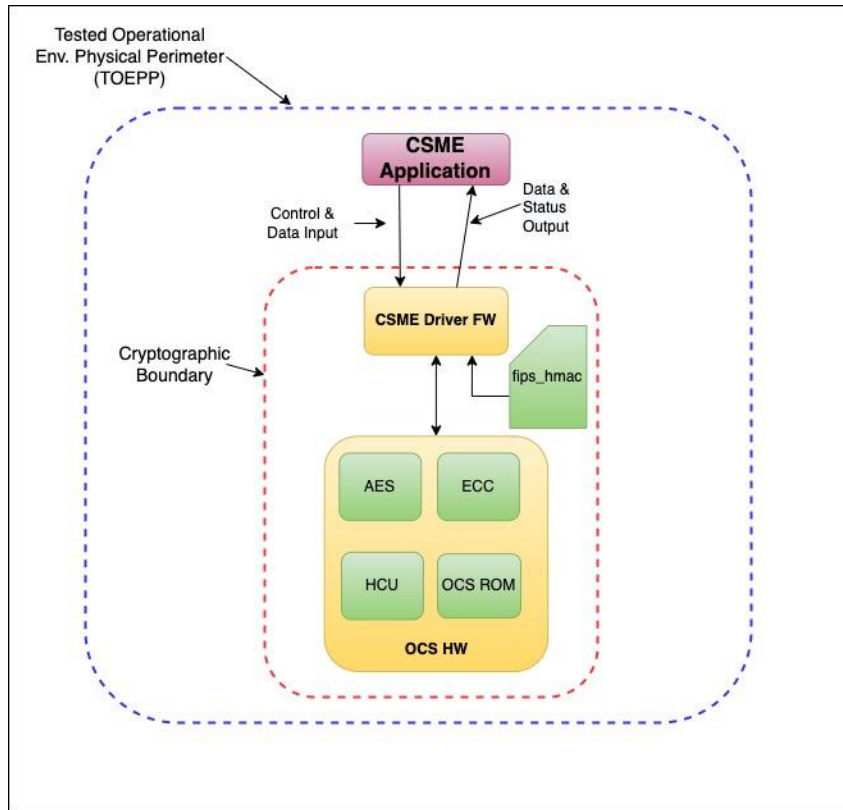 Tested Operational
Env. Physical Perimeter
(TOEPP)
CSME
Application
Control &
Data Input
Data &
Status
Output
CSME Driver FW
fips_hmac
Cryptographic
Boundary
AES
ECC
HCU
OCS ROM
OCS HW